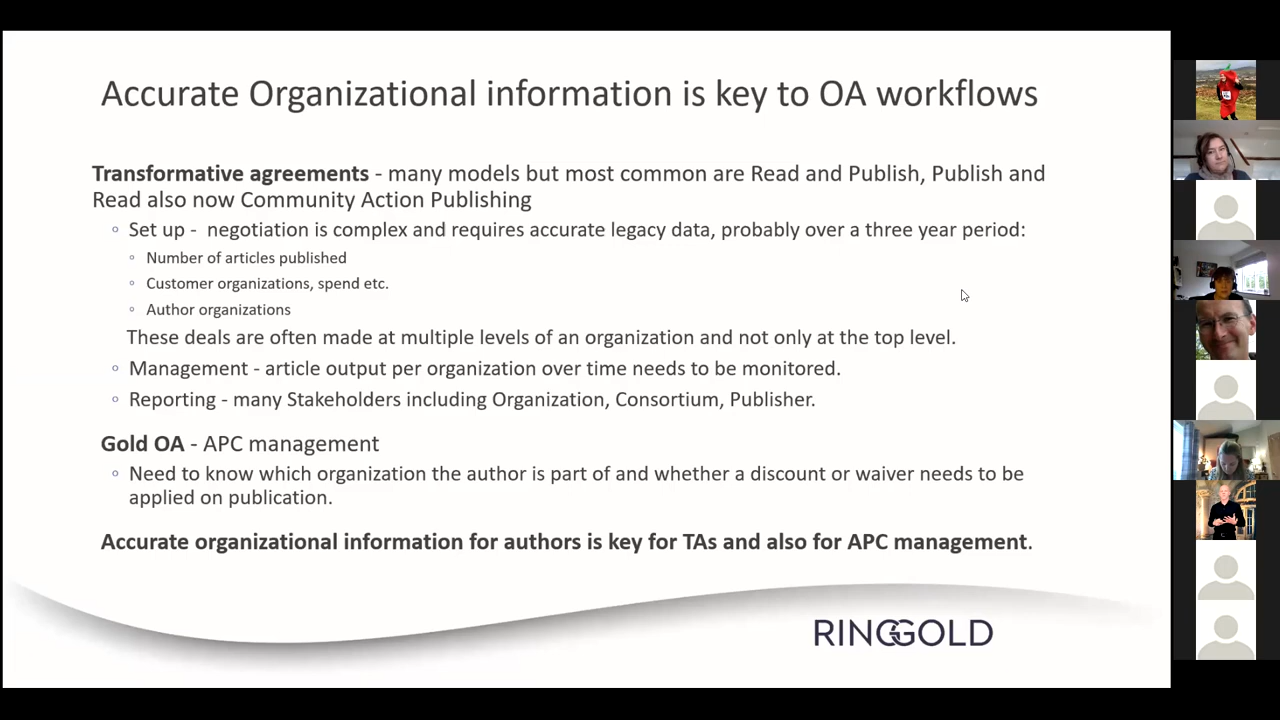 Accurate Organizational information is key to OA workflows
Transformative agreements - many models but most common are Read and Publish, Publish and
Read also now Community Action Publishing
◦ Set up -  negotiation is complex and requires accurate legacy data, probably over a three year period:
◦ Number of articles published
◦ Customer organizations, spend etc.
◦ Author organizations
These deals are often made at multiple levels of an organization and not only at the top level.
◦ Management - article output per organization over time needs to be monitored.
◦ Reporting - many Stakeholders including Organization, Consortium, Publisher.
Gold OA - APC management
◦ Need to know which organization the author is part of and whether a discount or waiver needs to be
applied on publication.
Accurate organizational information for authors is key for TAs and also for APC management.
RINGGOLD